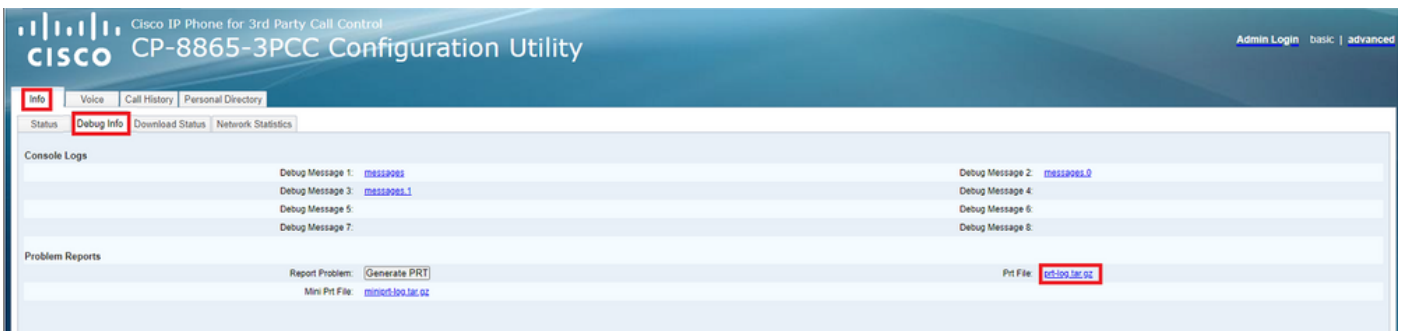 Cisco IP Phone for 3rd Party Call Control
CISCO CP-8865-3PCC Configuration Utility
Admin Login basic | advanced
Info Voice Call History Personal Directory
Status Debug Info Download Status Network Statistics
Console Logs
Debug Message 1: messages Debug Message 2: messages.0
Debug Message 3: messages.1 Debug Message 4:
Debug Message 5: Debug Message 6:
Debug Message 7: Debug Message 8:
Problem Reports
Report Problem: Generate PRT Prt File: prt-log.tar.gz
Mini Prt File: miniprt-log.tar.gz